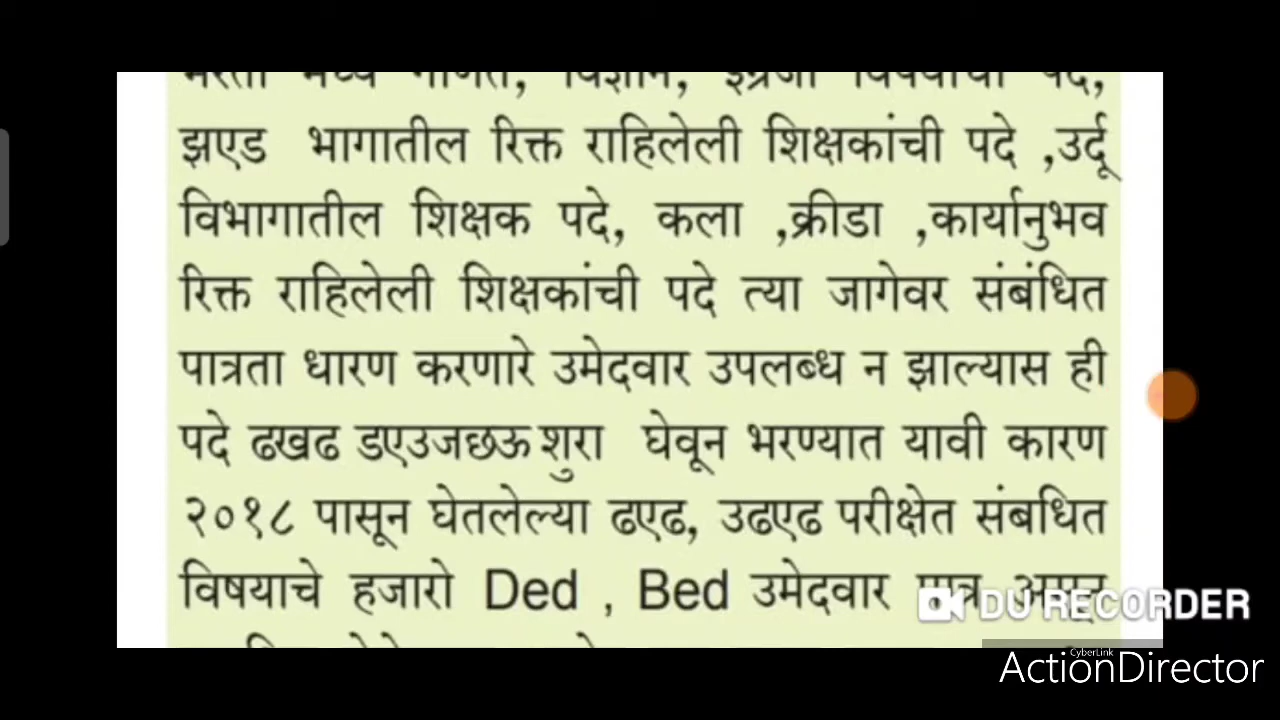 झएड भागातील रिक्त राहिलेली शिक्षकांची पदे ,उर्दू
विभागातील शिक्षक पदे, कला ,क्रीडा ,कार्यानुभव
रिक्त राहिलेली शिक्षकांची पदे त्या जागेवर संबंधित
पात्रता धारण करणारे उमेदवार उपलब्ध न झाल्यास ही
पदे ढखढ डएउजछऊ शुरा घेवून भरण्यात यावी कारण
२०१८ पासून घेतलेल्या ढएढ, उढएढ परीक्षेत संबधित
विषयाचे हजारो Ded , Bed उमेदवार पात्र
DU RECORDER
CyberLink
ActionDirector